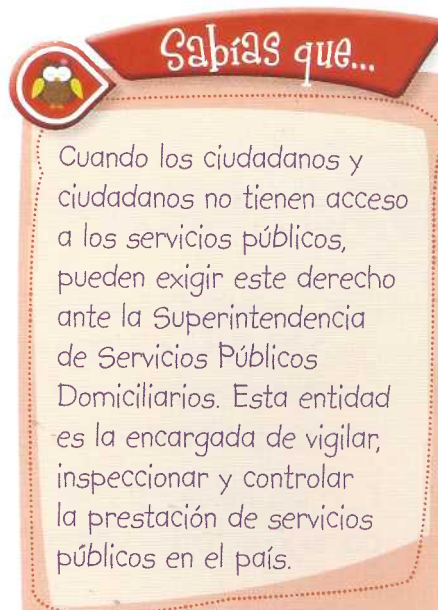 Sabías que...
Cuando los ciudadanos y
ciudadanos no tienen acceso
a los servicios públicos,
pueden exigir este derecho
ante la Superintendencia
de Servicios Públicos
Domiciliarios. Esta entidad
es la encargada de vigilar,
inspeccionar y controlar
la prestación de servicios
públicos en el país.